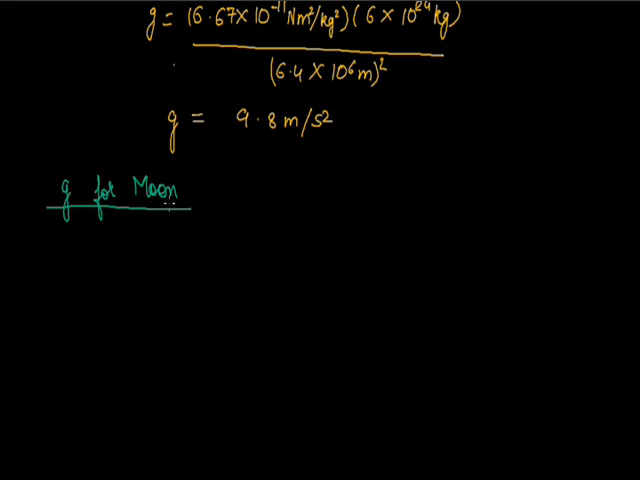 g = (6.67 × 10⁻¹¹ Nm²/kg²) (6 × 10²⁴ kg)
(6.4 × 10⁶ m)²
g = 9.8 m/s²
g for Moon